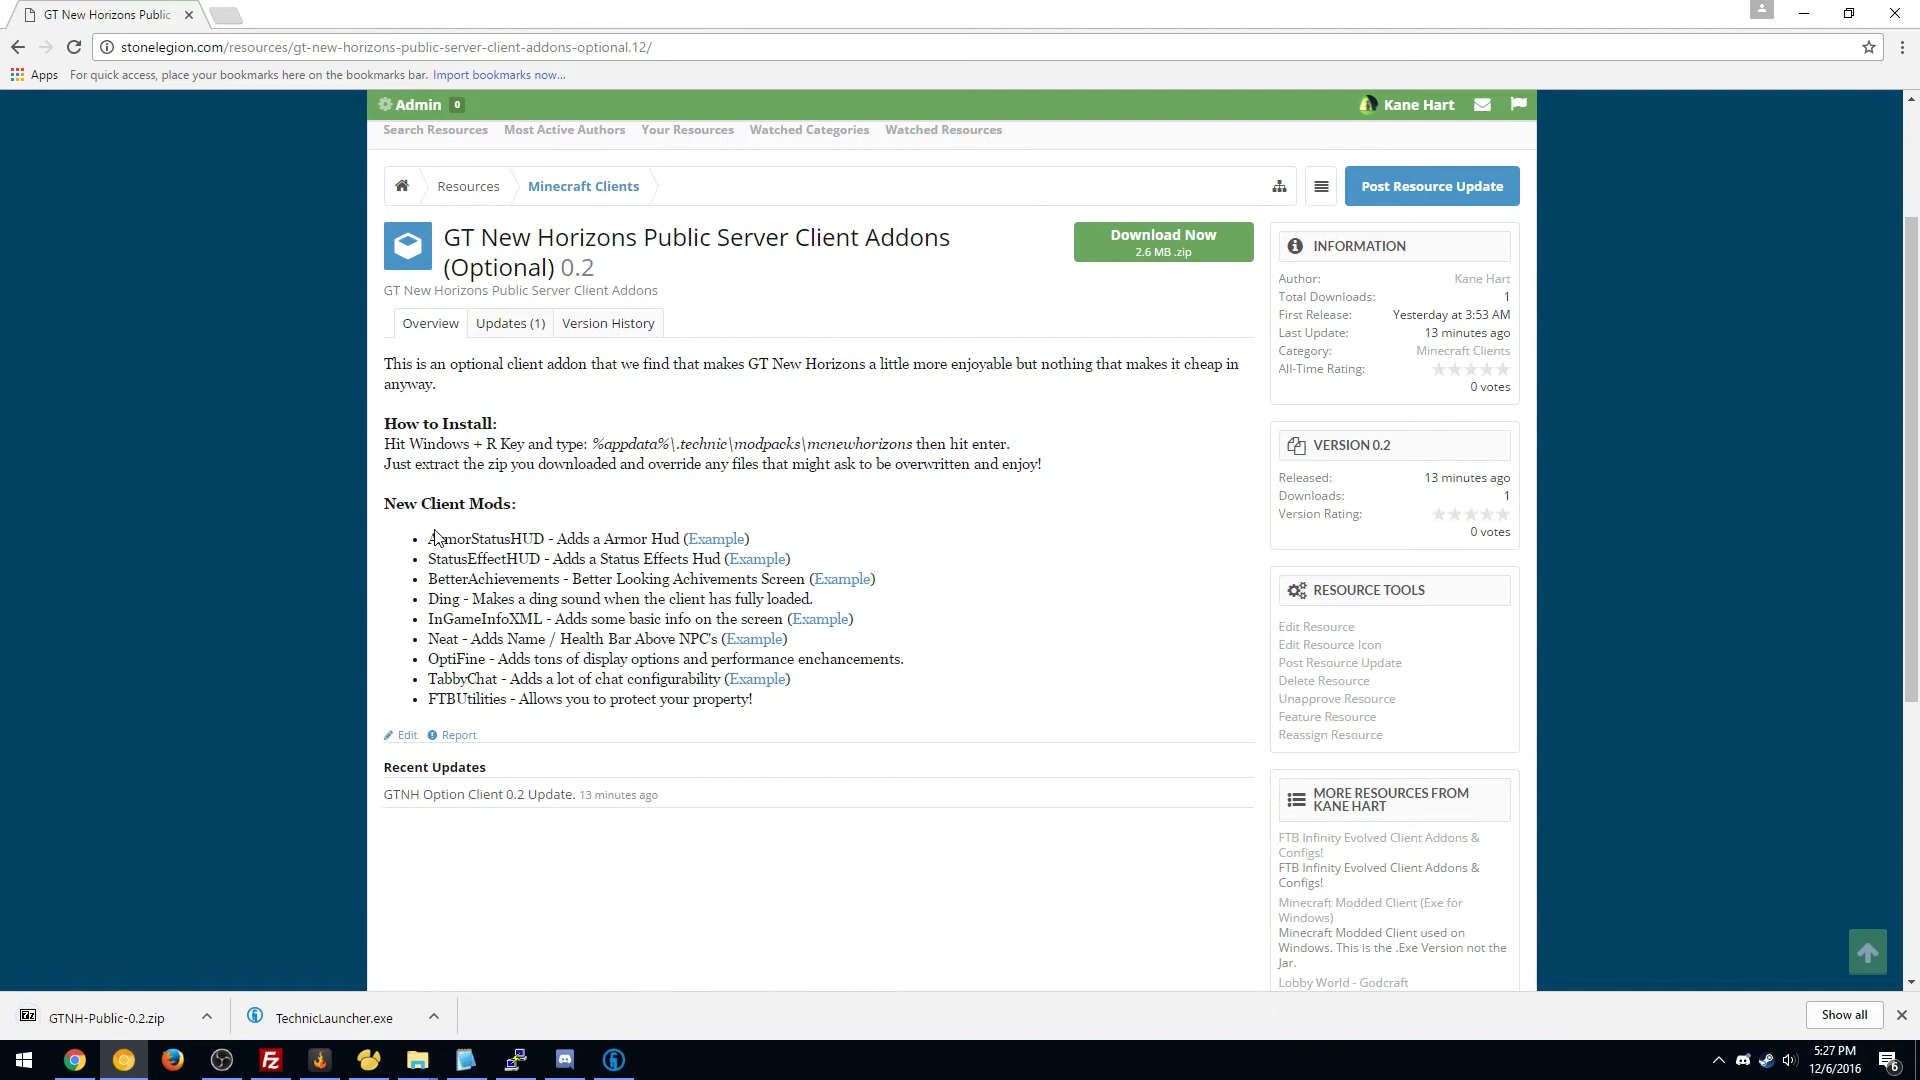 GT New Horizons Public
stonelegion.com/resources/gt-new-horizons-public-server-client-addons-optional.12/
Apps For quick access, place your bookmarks here on the bookmarks bar. Import bookmarks now...
Admin 0 Kane Hart
Search Resources Most Active Authors Your Resources Watched Categories Watched Resources
Resources Minecraft Clients Post Resource Update
GT New Horizons Public Server Client Addons
(Optional) 0.2
GT New Horizons Public Server Client Addons
Download Now
2.6 MB .zip
Overview Updates (1) Version History
This is an optional client addon that we find that makes GT New Horizons a little more enjoyable but nothing that makes it cheap in
anyway.
How to Install:
Hit Windows + R Key and type: %appdata%\.technic\modpacks\mcnewhorizons then hit enter.
Just extract the zip you downloaded and override any files that might ask to be overwritten and enjoy!
New Client Mods:
• ArmorStatusHUD - Adds a Armor Hud (Example)
• StatusEffectHUD - Adds a Status Effects Hud (Example)
• BetterAchievements - Better Looking Achivements Screen (Example)
• Ding - Makes a ding sound when the client has fully loaded.
• InGameInfoXML - Adds some basic info on the screen (Example)
• Neat - Adds Name / Health Bar Above NPC's (Example)
• OptiFine - Adds tons of display options and performance enchancements.
• TabbyChat - Adds a lot of chat configurability (Example)
• FTBUtilities - Allows you to protect your property!
Edit Report
Recent Updates
GTNH Option Client 0.2 Update. 13 minutes ago
INFORMATION
Author: Kane Hart
Total Downloads: 1
First Release: Yesterday at 3:53 AM
Last Update: 13 minutes ago
Category: Minecraft Clients
All-Time Rating:
0 votes
VERSION 0.2
Released: 13 minutes ago
Downloads: 1
Version Rating:
0 votes
RESOURCE TOOLS
Edit Resource
Edit Resource Icon
Post Resource Update
Delete Resource
Unapprove Resource
Feature Resource
Reassign Resource
MORE RESOURCES FROM
KANE HART
FTB Infinity Evolved Client Addons &
Configs!
FTB Infinity Evolved Client Addons &
Configs!
Minecraft Modded Client (Exe for
Windows)
Minecraft Modded Client used on
Windows. This is the .Exe Version not the
Jar.
Lobby World - Godcraft
7z GTNH-Public-0.2.zip TechnicLauncher.exe Show all
Fz
5:27 PM
12/6/2016
6